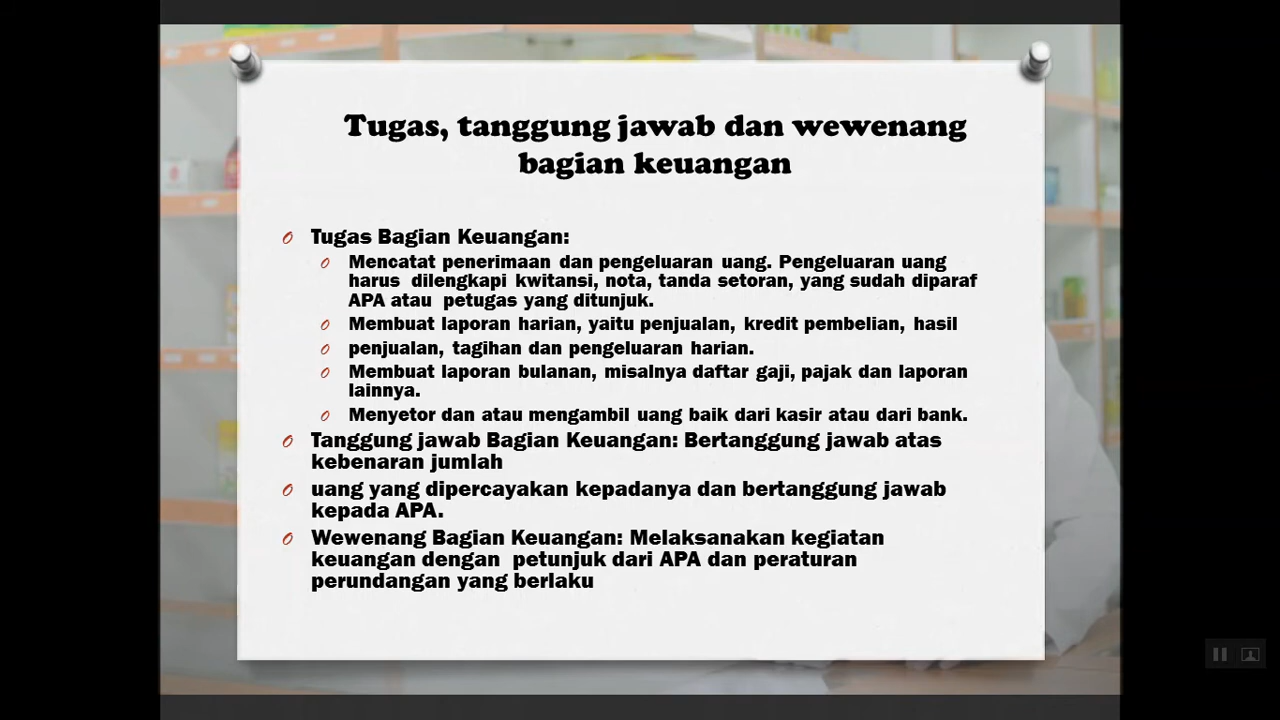 Tugas, tanggung jawab dan wewenang
bagian keuangan
Tugas Bagian Keuangan:
Mencatat penerimaan dan pengeluaran uang. Pengeluaran uang
harus dilengkapi kwitansi, nota, tanda setoran, yang sudah diparaf
APA atau petugas yang ditunjuk.
Membuat laporan harian, yaitu penjualan, kredit pembelian, hasil
penjualan, tagihan dan pengeluaran harian.
Membuat laporan bulanan, misalnya daftar gaji, pajak dan laporan
lainnya.
Menyetor dan atau mengambil uang baik dari kasir atau dari bank.
Tanggung jawab Bagian Keuangan: Bertanggung jawab atas
kebenaran jumlah
uang yang dipercayakan kepadanya dan bertanggung jawab
kepada APA.
Wewenang Bagian Keuangan: Melaksanakan kegiatan
keuangan dengan petunjuk dari APA dan peraturan
perundangan yang berlaku